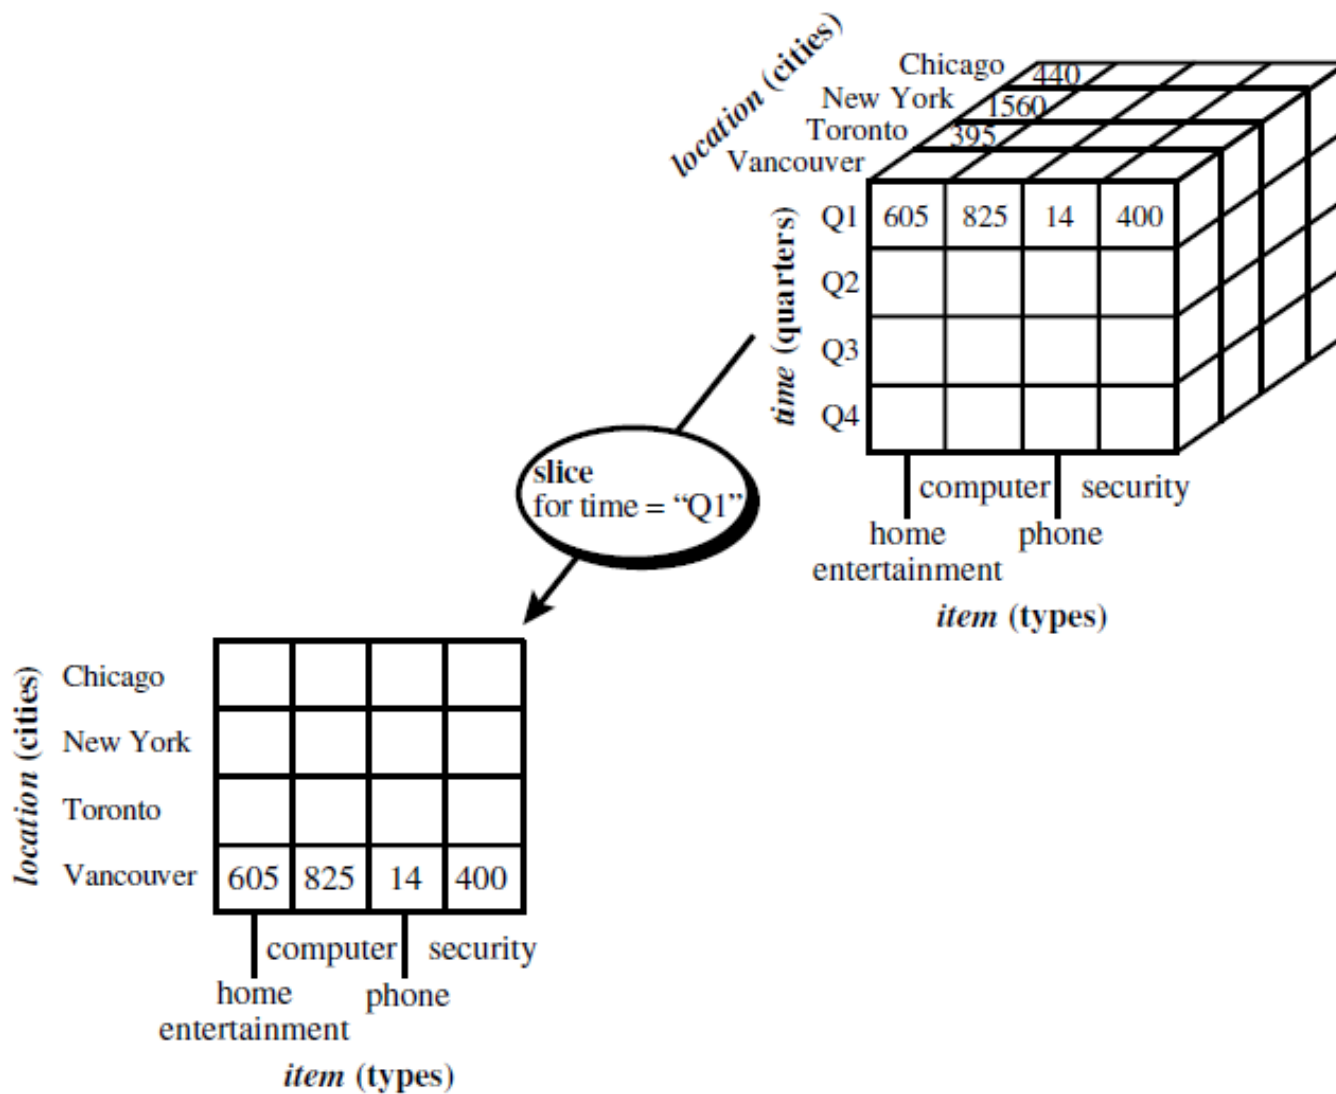 location (cities)
Chicago
440
New York
1560
Toronto
395
Vancouver
time (quarters)
Q1 605 825 14 400
Q2
Q3
Q4
computer security
home phone
entertainment
item (types)
slice
for time = “Q1”
location (cities)
Chicago
New York
Toronto
Vancouver 605 825 14 400
computer security
home phone
entertainment
item (types)